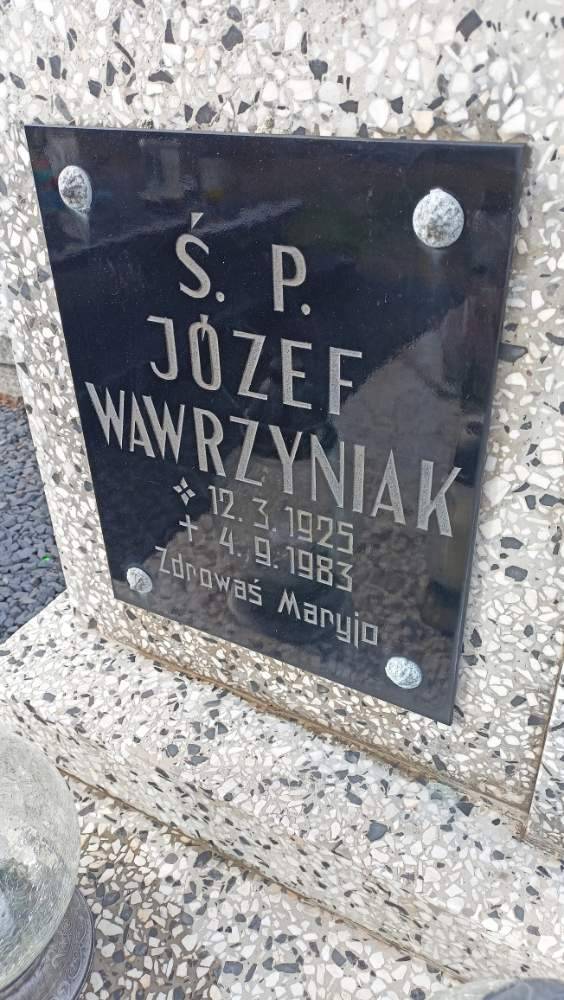 Ś. P.
JÓZEF
WAWRZYNIAK
12. 3. 1925
+ 4. 9. 1983
Zdrowaś Maryjo